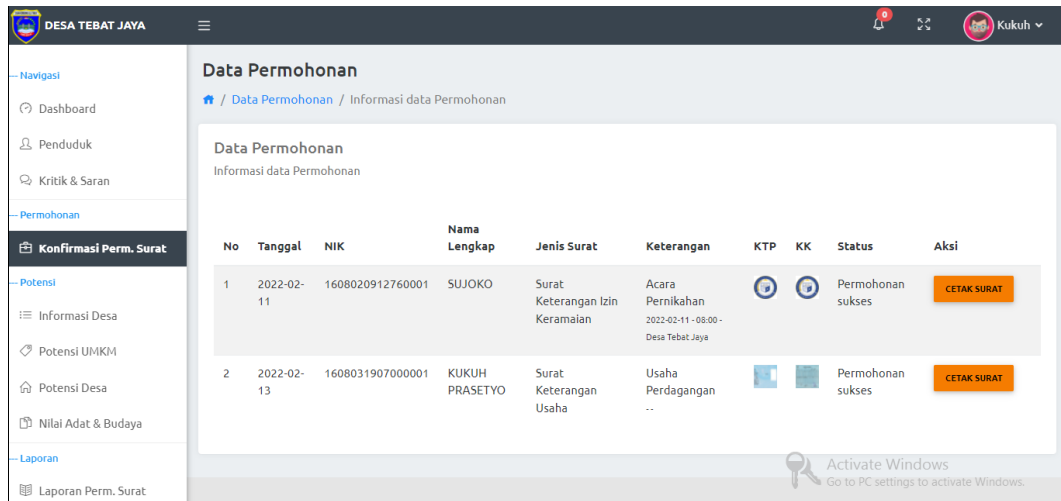 DESA TEBAT JAYA
0
Kukuh
Navigasi
Dashboard
Penduduk
Kritik & Saran
Permohonan
Konfirmasi Perm. Surat
Potensi
Informasi Desa
Potensi UMKM
Potensi Desa
Nilai Adat & Budaya
Laporan
Laporan Perm. Surat
Data Permohonan
/ Data Permohonan / Informasi data Permohonan
Data Permohonan
Informasi data Permohonan
No Tanggal NIK Nama Lengkap Jenis Surat Keterangan KTP KK Status Aksi
1 2022-02-11 1608020912760001 SUJOKO Surat Keterangan Izin Keramaian Acara Pernikahan 2022-02-11 - 08:00 - Desa Tebat Jaya Permohonan sukses CETAK SURAT
2 2022-02-13 1608031907000001 KUKUH PRASETYO Surat Keterangan Usaha Usaha Perdagangan -- Permohonan sukses CETAK SURAT
Activate Windows
Go to PC settings to activate Windows.